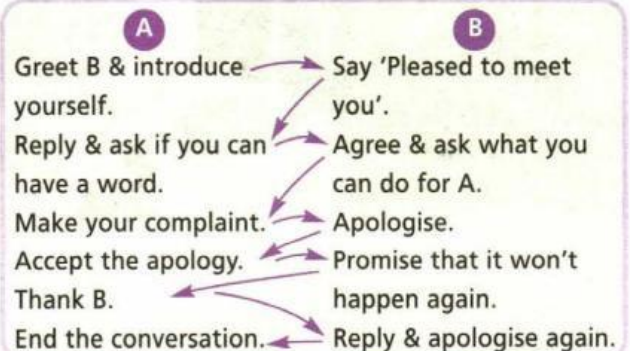 A
Greet B & introduce
yourself.
Reply & ask if you can
have a word.
Make your complaint.
Accept the apology.
Thank B.
End the conversation.
B
Say 'Pleased to meet
you'.
Agree & ask what you
can do for A.
Apologise.
Promise that it won't
happen again.
Reply & apologise again.